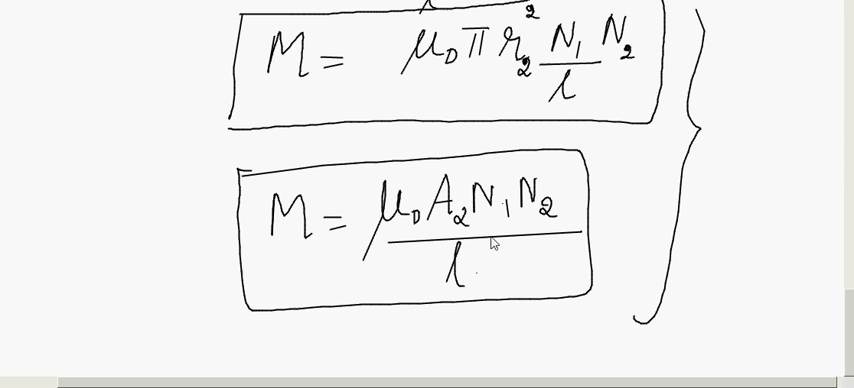 M = μ₀ π r₂² N₁/l N₂
M = μ₀ A₂ N₁ N₂ / l